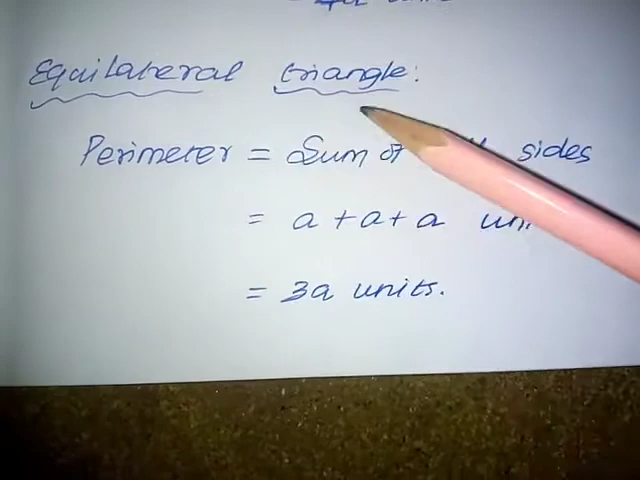 Equilateral triangle:
Perimeter = Sum of sides
= a + a + a
= 3a units.